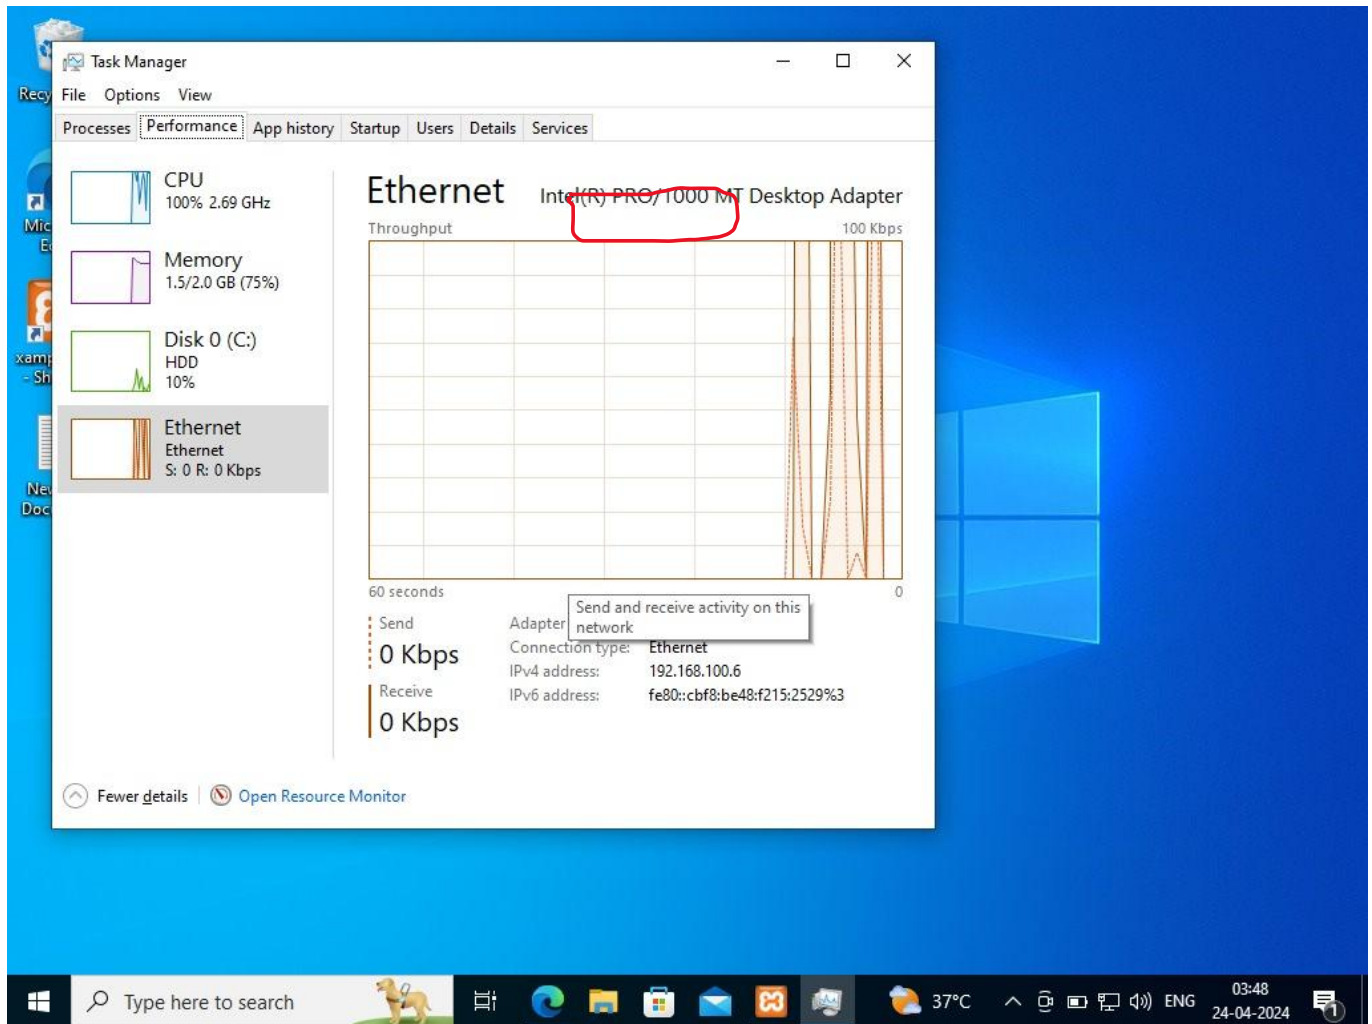 Task Manager
File Options View
Processes Performance App history Startup Users Details Services
CPU
100% 2.69 GHz
Memory
1.5/2.0 GB (75%)
Disk 0 (C:)
HDD
10%
Ethernet
Ethernet
S: 0 R: 0 Kbps
Ethernet Intel(R) PRO/1000 MT Desktop Adapter
Throughput 100 Kbps
60 seconds 0
Send and receive activity on this
network
Send
0 Kbps
Receive
0 Kbps
Adapter
Connection type: Ethernet
IPv4 address: 192.168.100.6
IPv6 address: fe80::cbf8:be48:f215:2529%3
Fewer details Open Resource Monitor
Type here to search
37°C ENG
03:48
24-04-2024
1